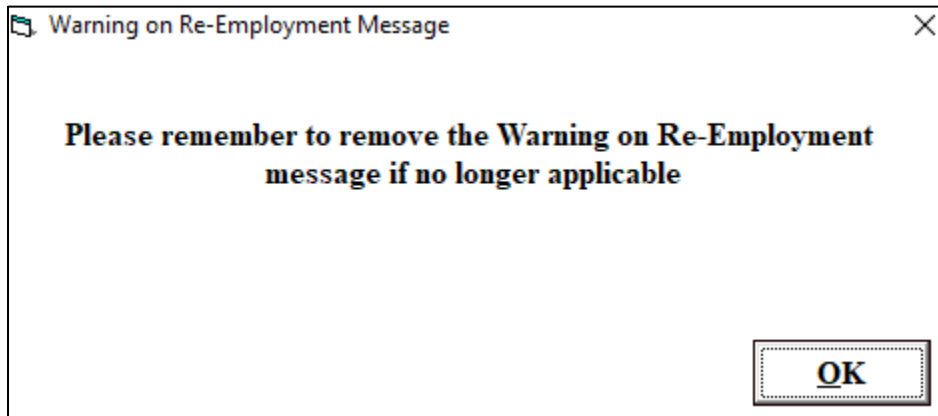 Warning on Re-Employment Message
Please remember to remove the Warning on Re-Employment
message if no longer applicable
OK